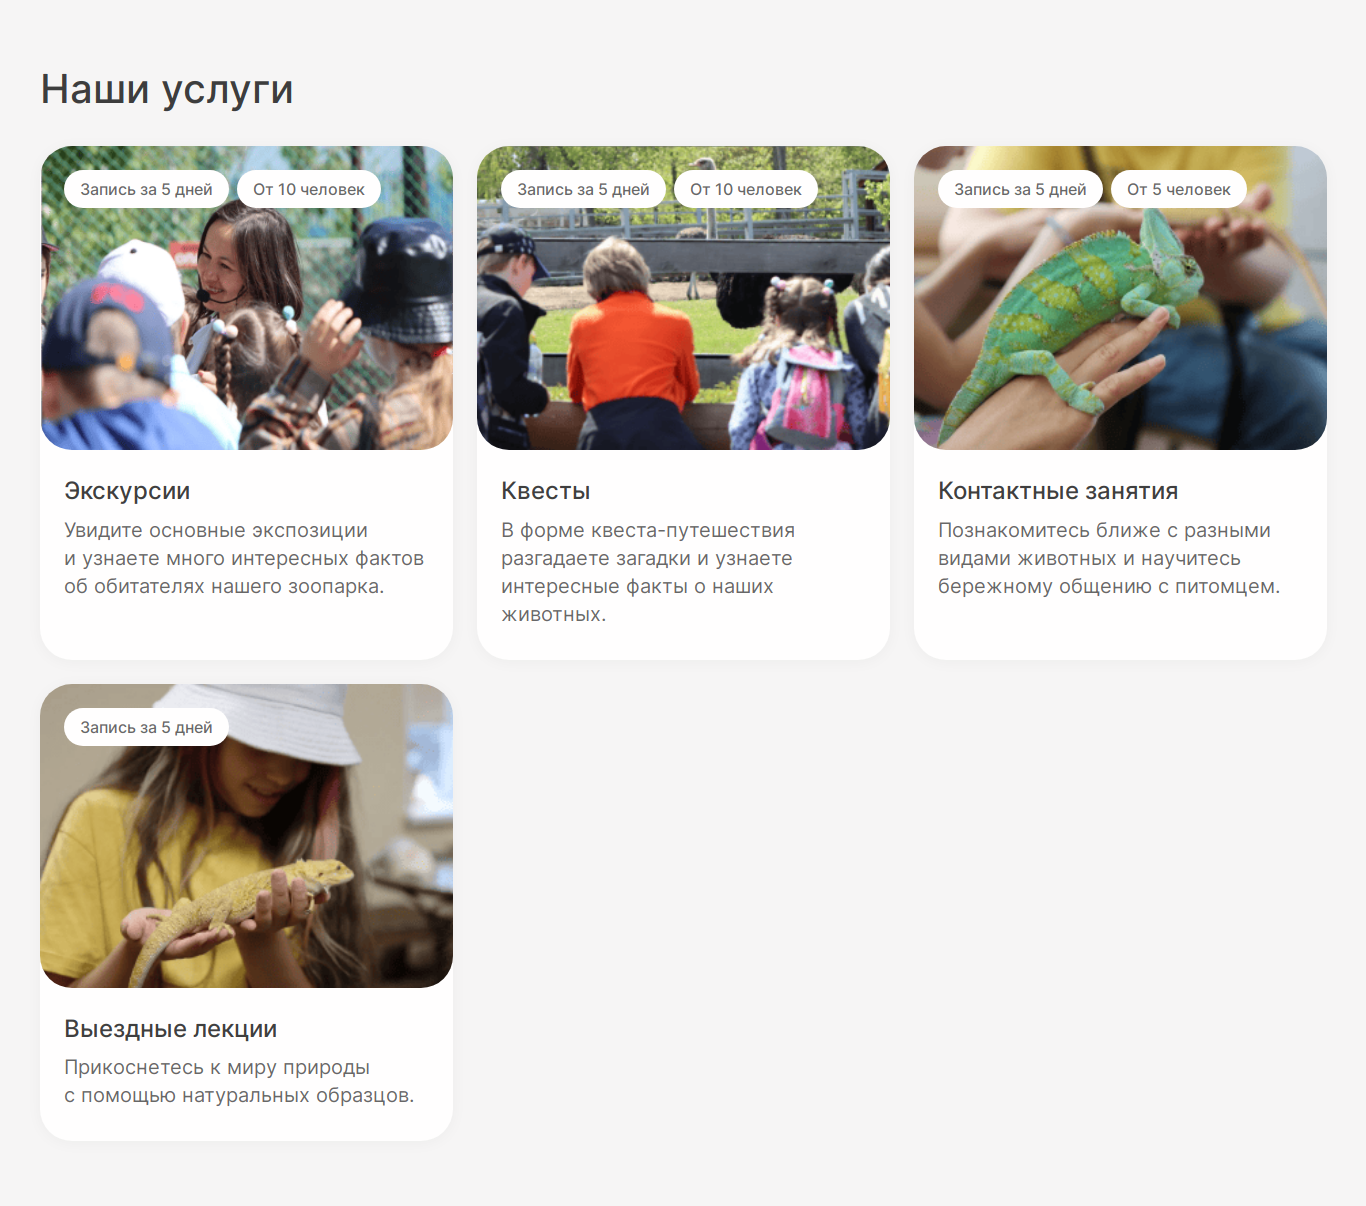 Наши услуги
Запись за 5 дней
От 10 человек
Экскурсии
Увидите основные экспозиции
и узнаете много интересных фактов
об обитателях нашего зоопарка.
Запись за 5 дней
От 10 человек
Квесты
В форме квеста-путешествия
разгадаете загадки и узнаете
интересные факты о наших
животных.
Запись за 5 дней
От 5 человек
Контактные занятия
Познакомитесь ближе с разными
видами животных и научитесь
бережному общению с питомцем.
Запись за 5 дней
Выездные лекции
Прикоснетесь к миру природы
с помощью натуральных образцов.